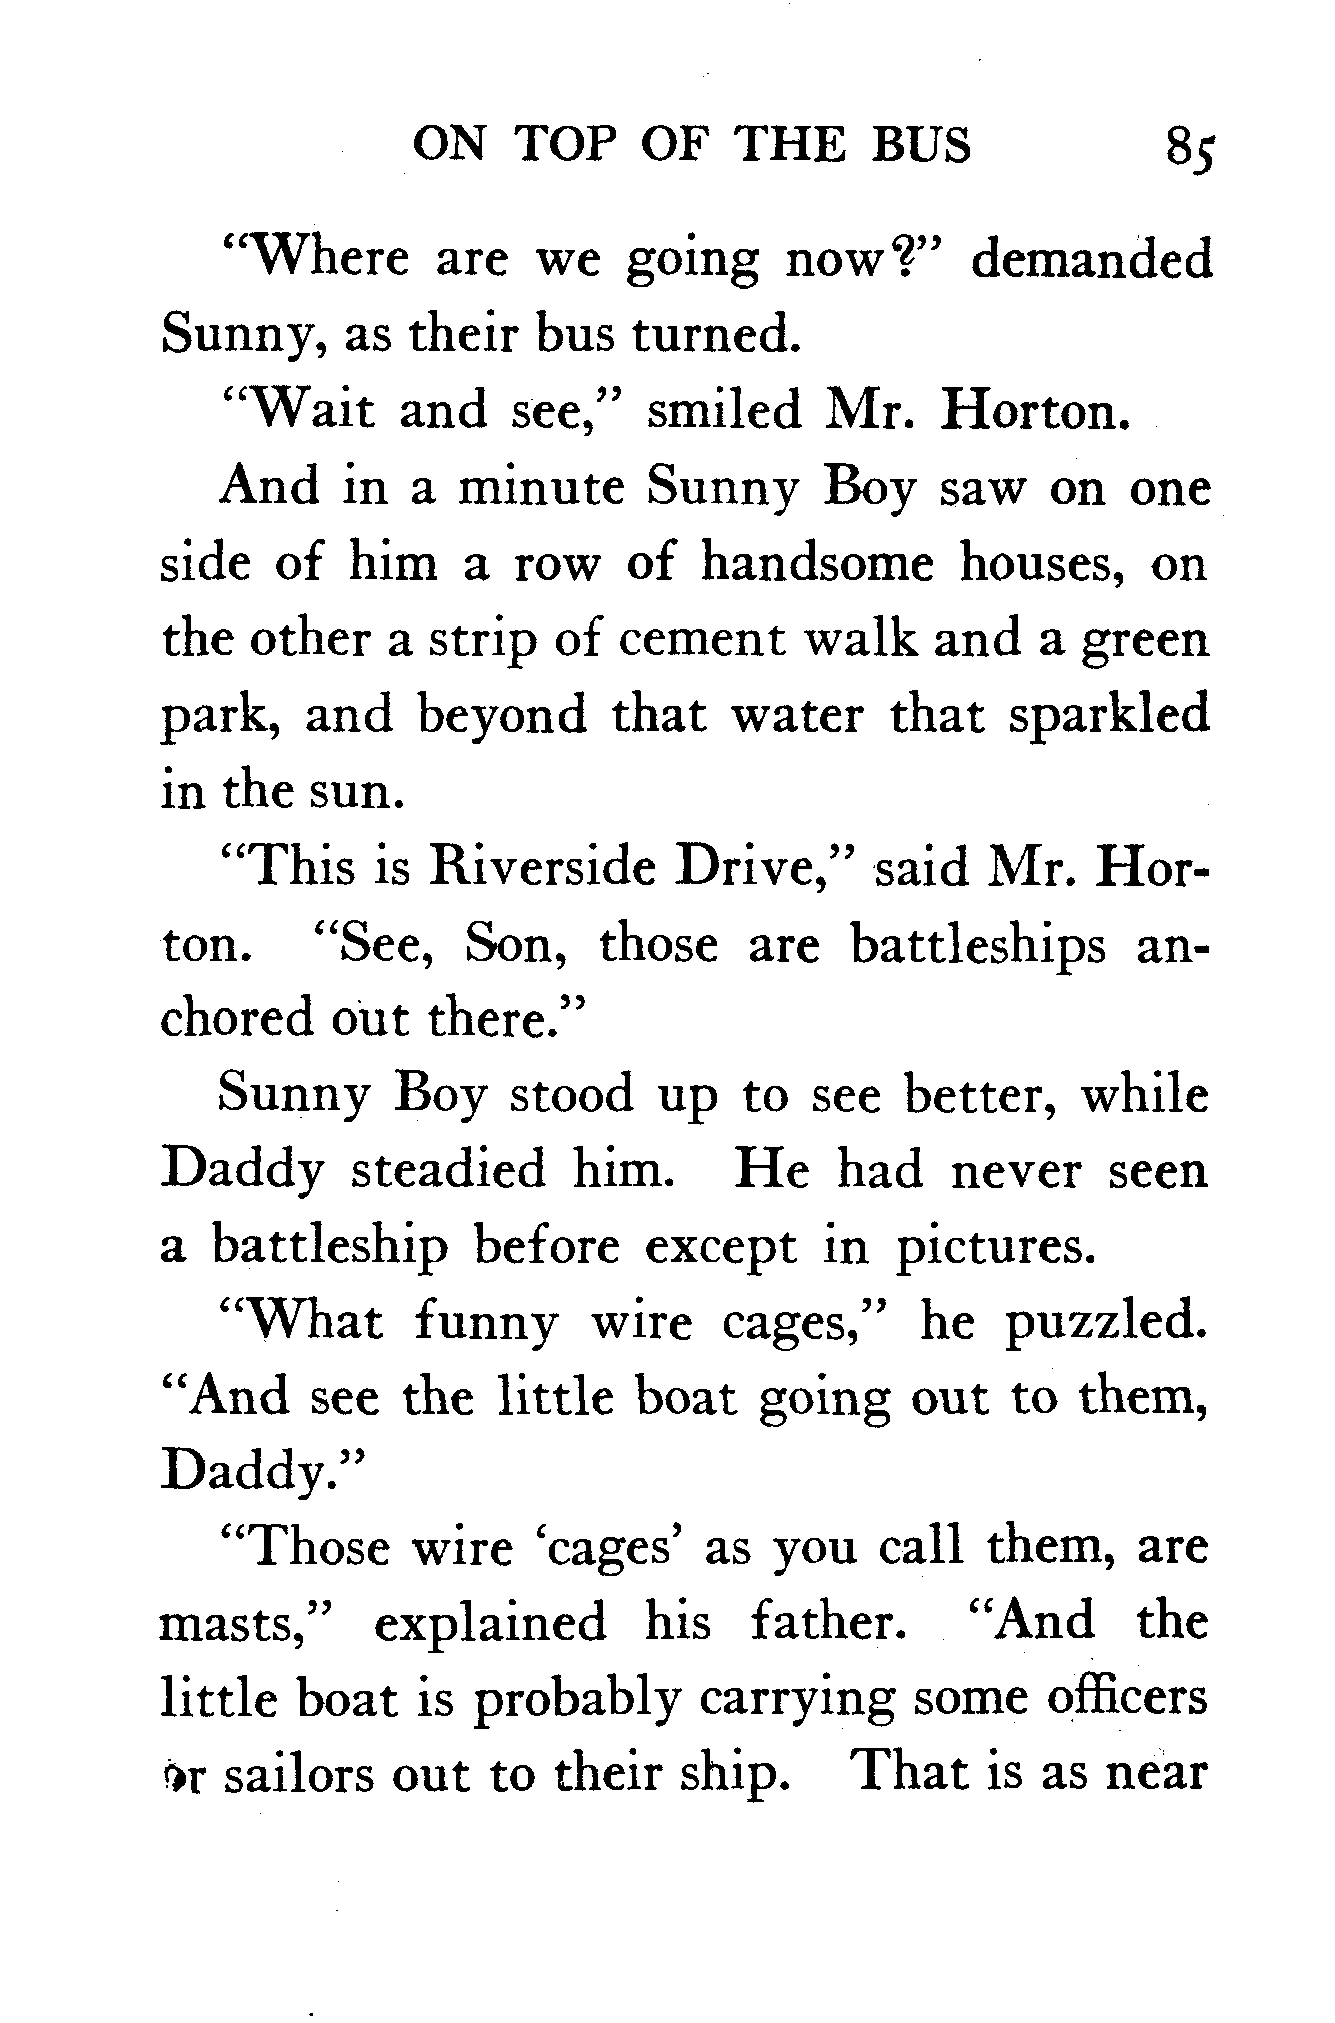 ON TOP OF THE BUS 85
“Where are we going now?” demanded
Sunny, as their bus turned.
“Wait and see,” smiled Mr. Horton.
And in a minute Sunny Boy saw on one
side of him a row of handsome houses, on
the other a strip of cement walk and a green
park, and beyond that water that sparkled
in the sun.
“This is Riverside Drive,” said Mr. Hor-
ton. “See, Son, those are battleships an-
chored out there.”
Sunny Boy stood up to see better, while
Daddy steadied him. He had never seen
a battleship before except in pictures.
“What funny wire cages,” he puzzled.
“And see the little boat going out to them,
Daddy.”
“Those wire ‘cages’ as you call them, are
masts,” explained his father. “And the
little boat is probably carrying some officers
or sailors out to their ship. That is as near